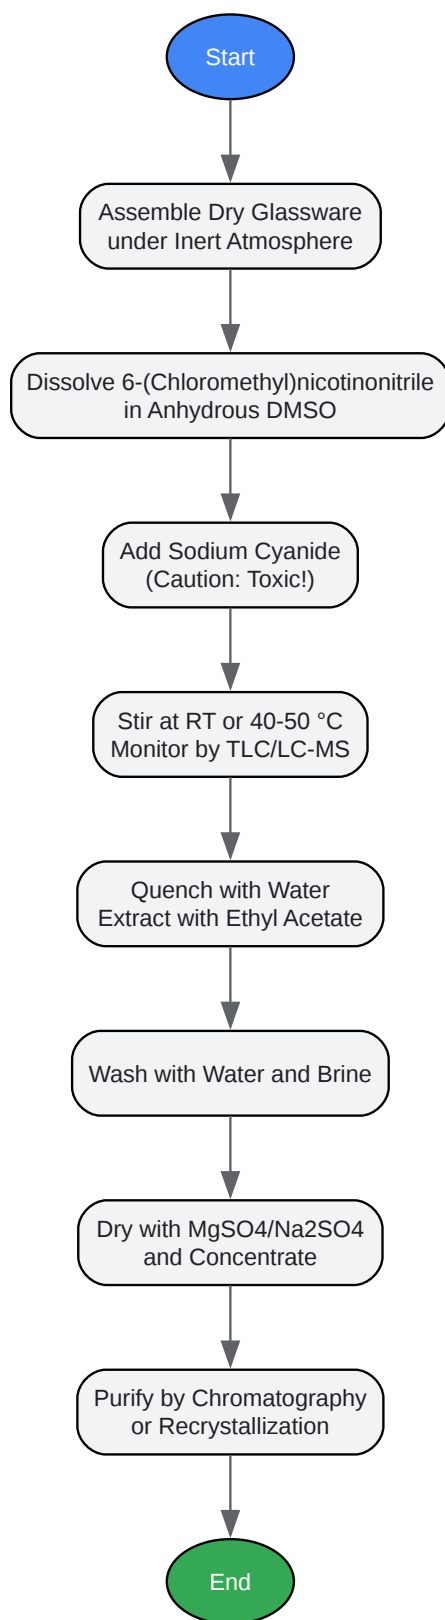 Start
Assemble Dry Glassware
under Inert Atmosphere
Dissolve 6-(Chloromethyl)nicotinonitrile
in Anhydrous DMSO
Add Sodium Cyanide
(Caution: Toxic!)
Stir at RT or 40-50 °C
Monitor by TLC/LC-MS
Quench with Water
Extract with Ethyl Acetate
Wash with Water and Brine
Dry with MgSO4/Na2SO4
and Concentrate
Purify by Chromatography
or Recrystallization
End